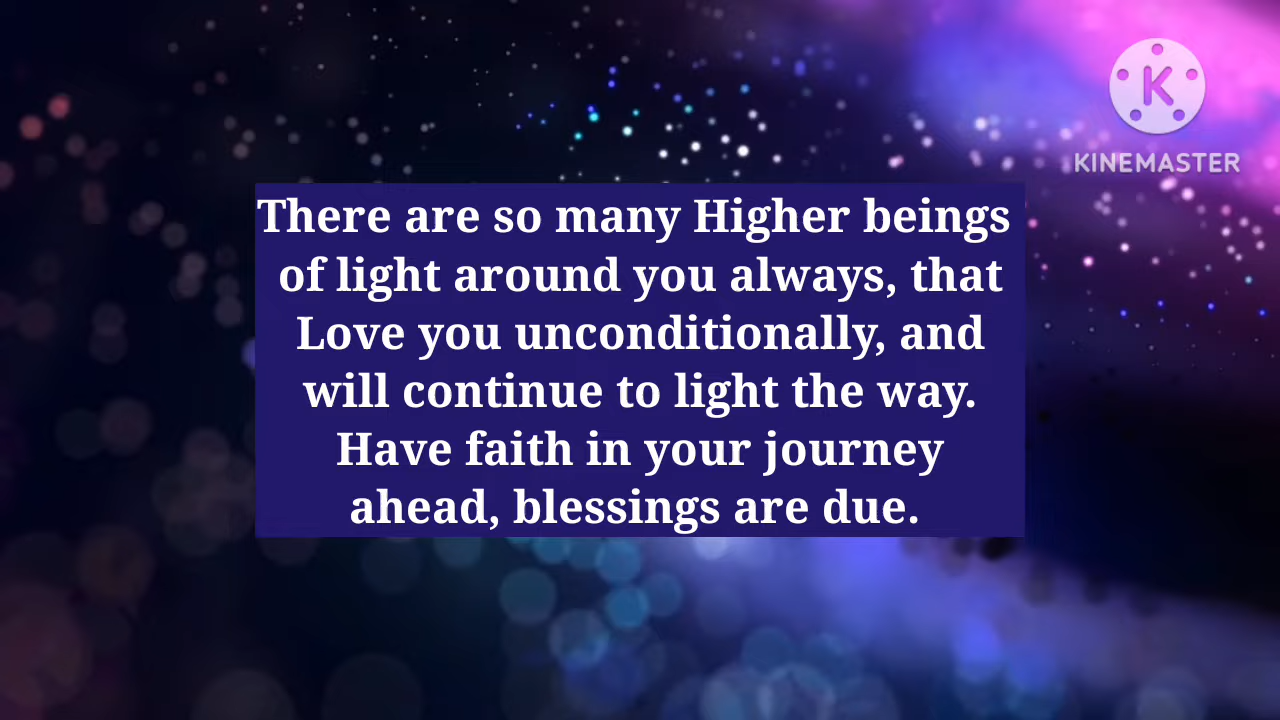 KINEMASTER
There are so many Higher beings
of light around you always, that
Love you unconditionally, and
will continue to light the way.
Have faith in your journey
ahead, blessings are due.